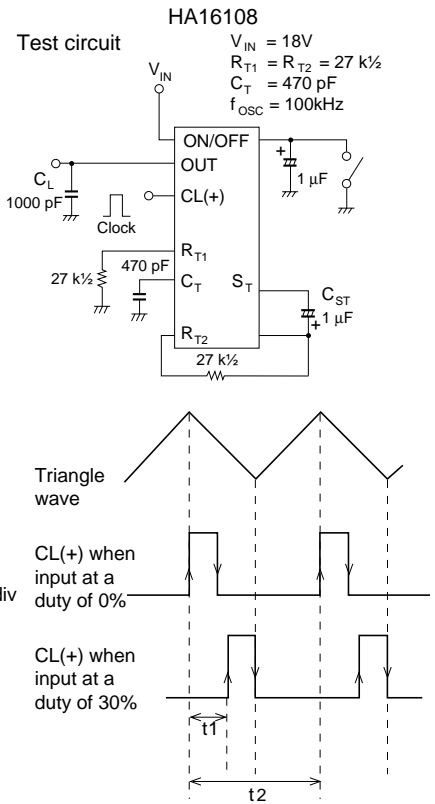 HA16108
Test circuit
V_IN = 18V
R_T1 = R_T2 = 27 k½
C_T = 470 pF
f_OSC = 100kHz
V_IN
ON/OFF
OUT
CL(+)
C_L
1000 pF
Clock
1 µF
R_T1
27 k½
470 pF
C_T
S_T
C_ST
1 µF
R_T2
27 k½
Triangle
wave
CL(+) when
input at a
duty of 0%
div
CL(+) when
input at a
duty of 30%
t1
t2